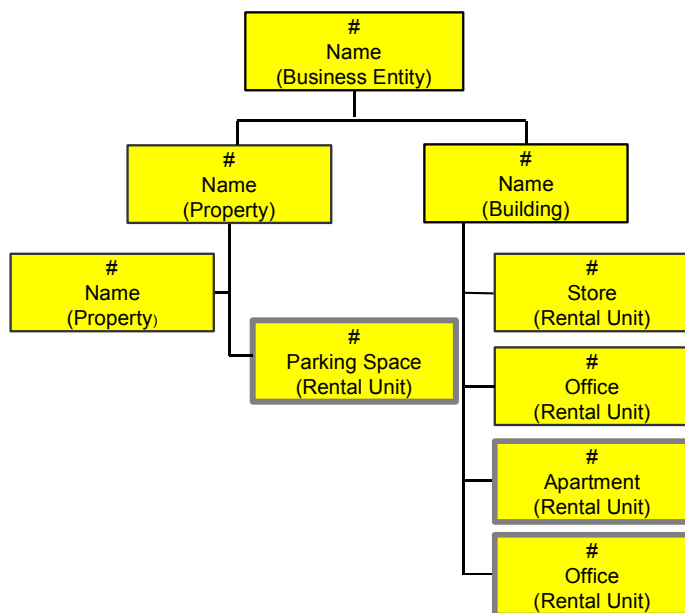 #
Name
(Business Entity)
#
Name
(Property)
#
Name
(Building)
#
Name
(Property)
#
Parking Space
(Rental Unit)
#
Store
(Rental Unit)
#
Office
(Rental Unit)
#
Apartment
(Rental Unit)
#
Office
(Rental Unit)